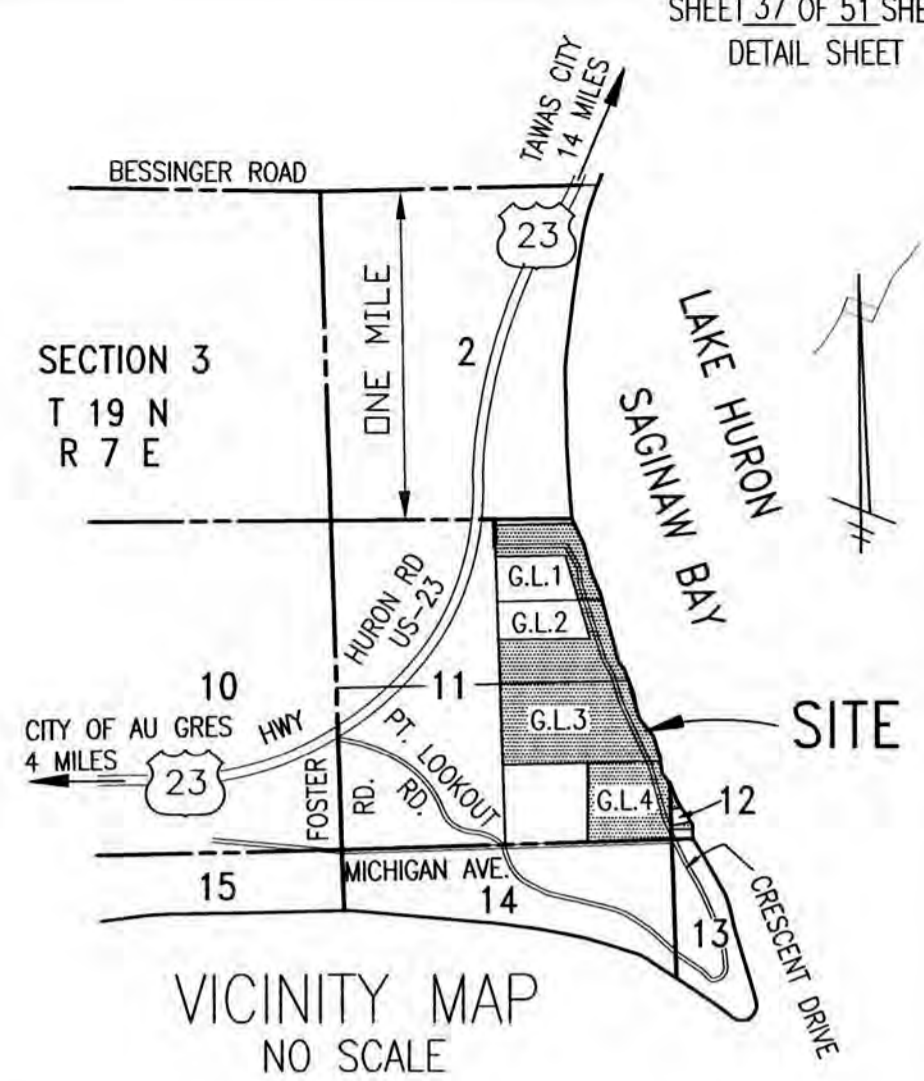 SHEET 37 OF 51 SHE
DETAIL SHEET
TAWAS CITY
14 MILES
BESSINGER ROAD
23
ONE MILE
2
SECTION 3
T 19 N
R 7 E
LAKE HURON
SAGINAW BAY
G.L.1
HURON RD
US-23
G.L.2
10
11
G.L.3
SITE
CITY OF AU GRES
4 MILES
HWY
23
PT. LOOKOUT
RD.
FOSTER
RD.
G.L.4
12
MICHIGAN AVE.
15
14
13
CRESCENT DRIVE
VICINITY MAP
NO SCALE